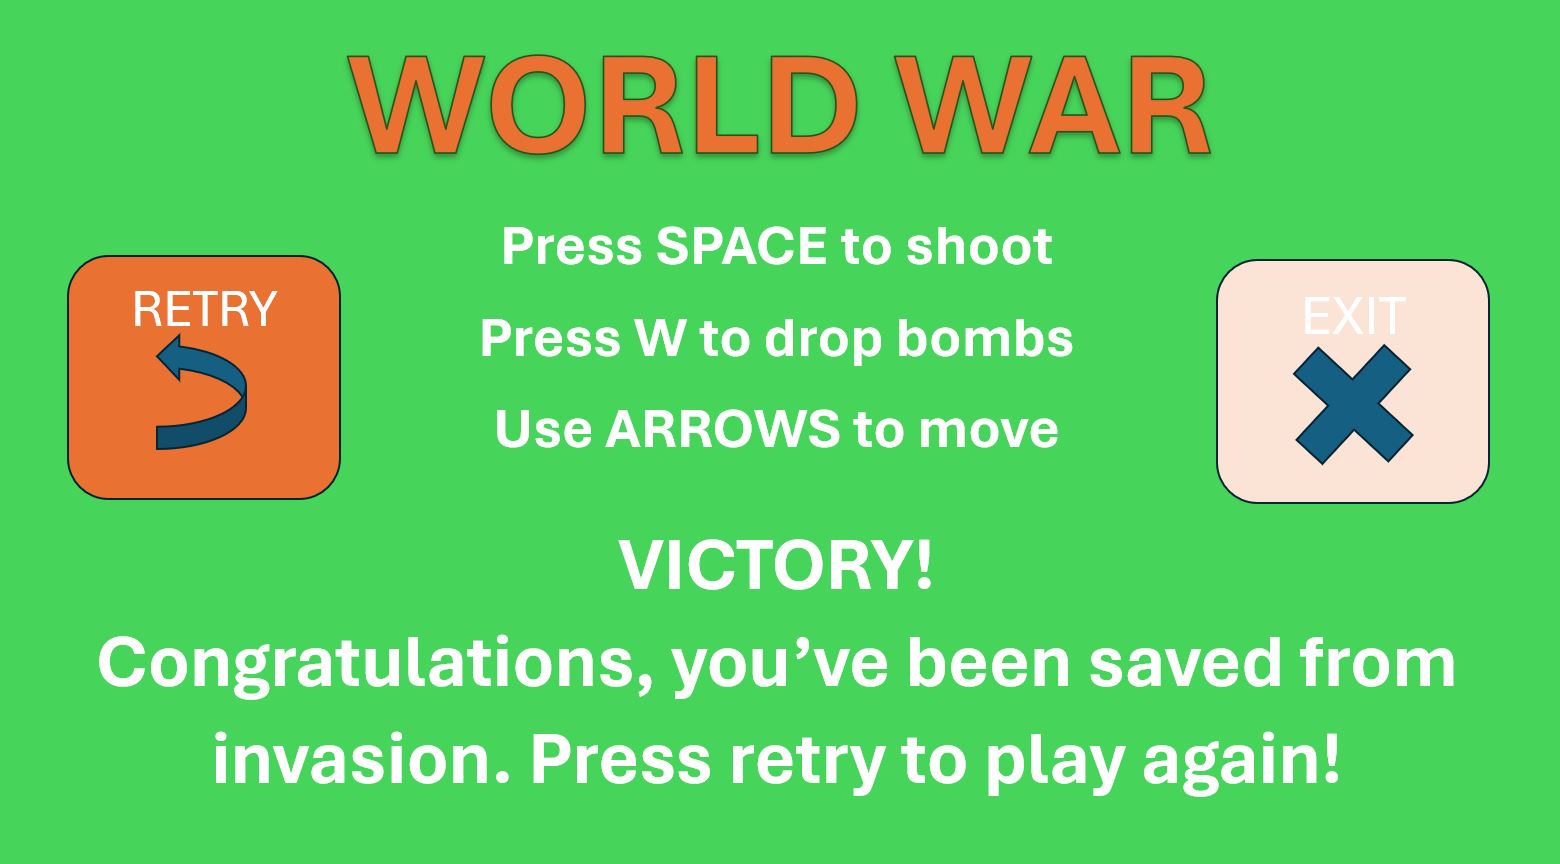 WORLD WAR
Press SPACE to shoot
RETRY
EXIT
Press W to drop bombs
Use ARROWS to move
VICTORY!
Congratulations, you’ve been saved from
invasion. Press retry to play again!